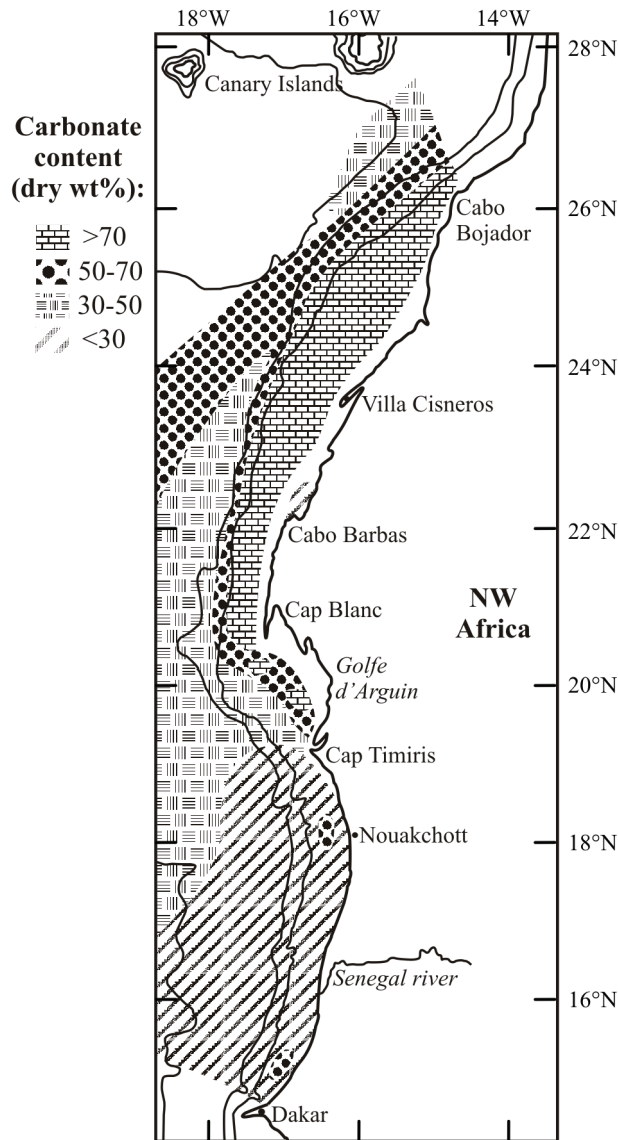 18°W 16°W 14°W
28°N
Canary Islands
Carbonate
content
(dry wt%):
>70
50-70
30-50
<30
Cabo
Bojador
26°N
24°N
Villa Cisneros
22°N
Cabo Barbas
Cap Blanc
NW
Africa
Golfe
d’Arguin
20°N
Cap Timiris
Nouakchott
18°N
Senegal river
16°N
Dakar